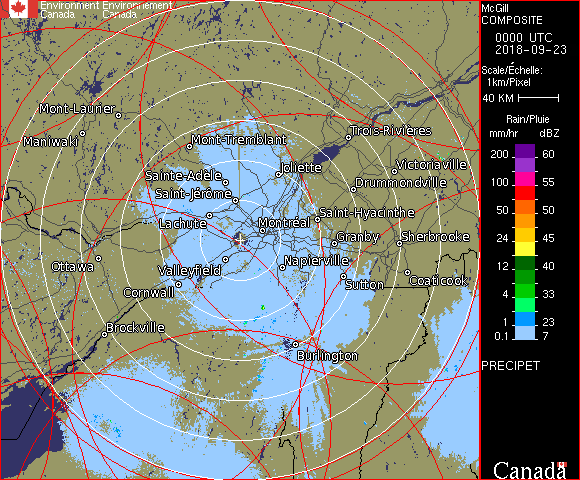 Environment Environnement
Canada Canada
McGill
COMPOSITE
0000 UTC
2018-09-23
Scale/Échelle:
1km/Pixel
40 KM
Rain/Pluie
mm/hr dBZ
200 60
100 55
50 50
24 45
12 40
4 33
1 23
0.1 7
PRECIPET
Canada
Mont-Laurier
Maniwaki
Mont-Tremblant
Trois-Rivières
Joliette
Victoriaville
Sainte-Adèle
Drummondville
Saint-Jérôme
Saint-Hyacinthe
Lachute
Montréal
Granby
Sherbrooke
Ottawa
Valleyfield
Napierville
Sutton
Coaticook
Cornwall
Brockville
Burlington